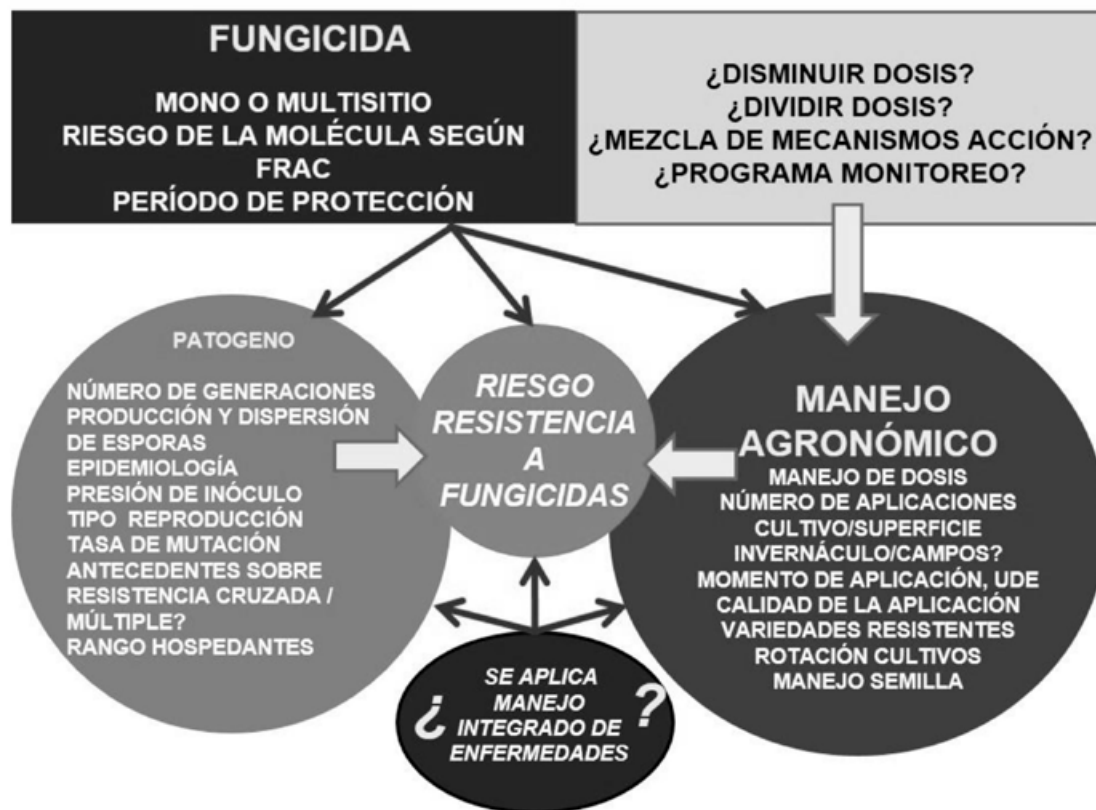 FUNGICIDA
MONO O MULTISITIO
RIESGO DE LA MOLÉCULA SEGÚN
FRAC
PERÍODO DE PROTECCIÓN
¿DISMINUIR DOSIS?
¿DIVIDIR DOSIS?
¿MEZCLA DE MECANISMOS ACCIÓN?
¿PROGRAMA MONITOREO?
PATOGENO
NÚMERO DE GENERACIONES
PRODUCCIÓN Y DISPERSIÓN
DE ESPORAS
EPIDEMIOLOGÍA
PRESIÓN DE INÓCULO
TIPO REPRODUCCIÓN
TASA DE MUTACIÓN
ANTECEDENTES SOBRE
RESISTENCIA CRUZADA /
MÚLTIPLE?
RANGO HOSPEDANTES
RIESGO
RESISTENCIA
A
FUNGICIDAS
MANEJO
AGRONÓMICO
MANEJO DE DOSIS
NÚMERO DE APLICACIONES
CULTIVO/SUPERFICIE
INVERNÁCULO/CAMPOS?
MOMENTO DE APLICACIÓN, UDE
CALIDAD DE LA APLICACIÓN
VARIEDADES RESISTENTES
ROTACIÓN CULTIVOS
MANEJO SEMILLA
¿ SE APLICA
MANEJO
INTEGRADO DE
ENFERMEDADES ?